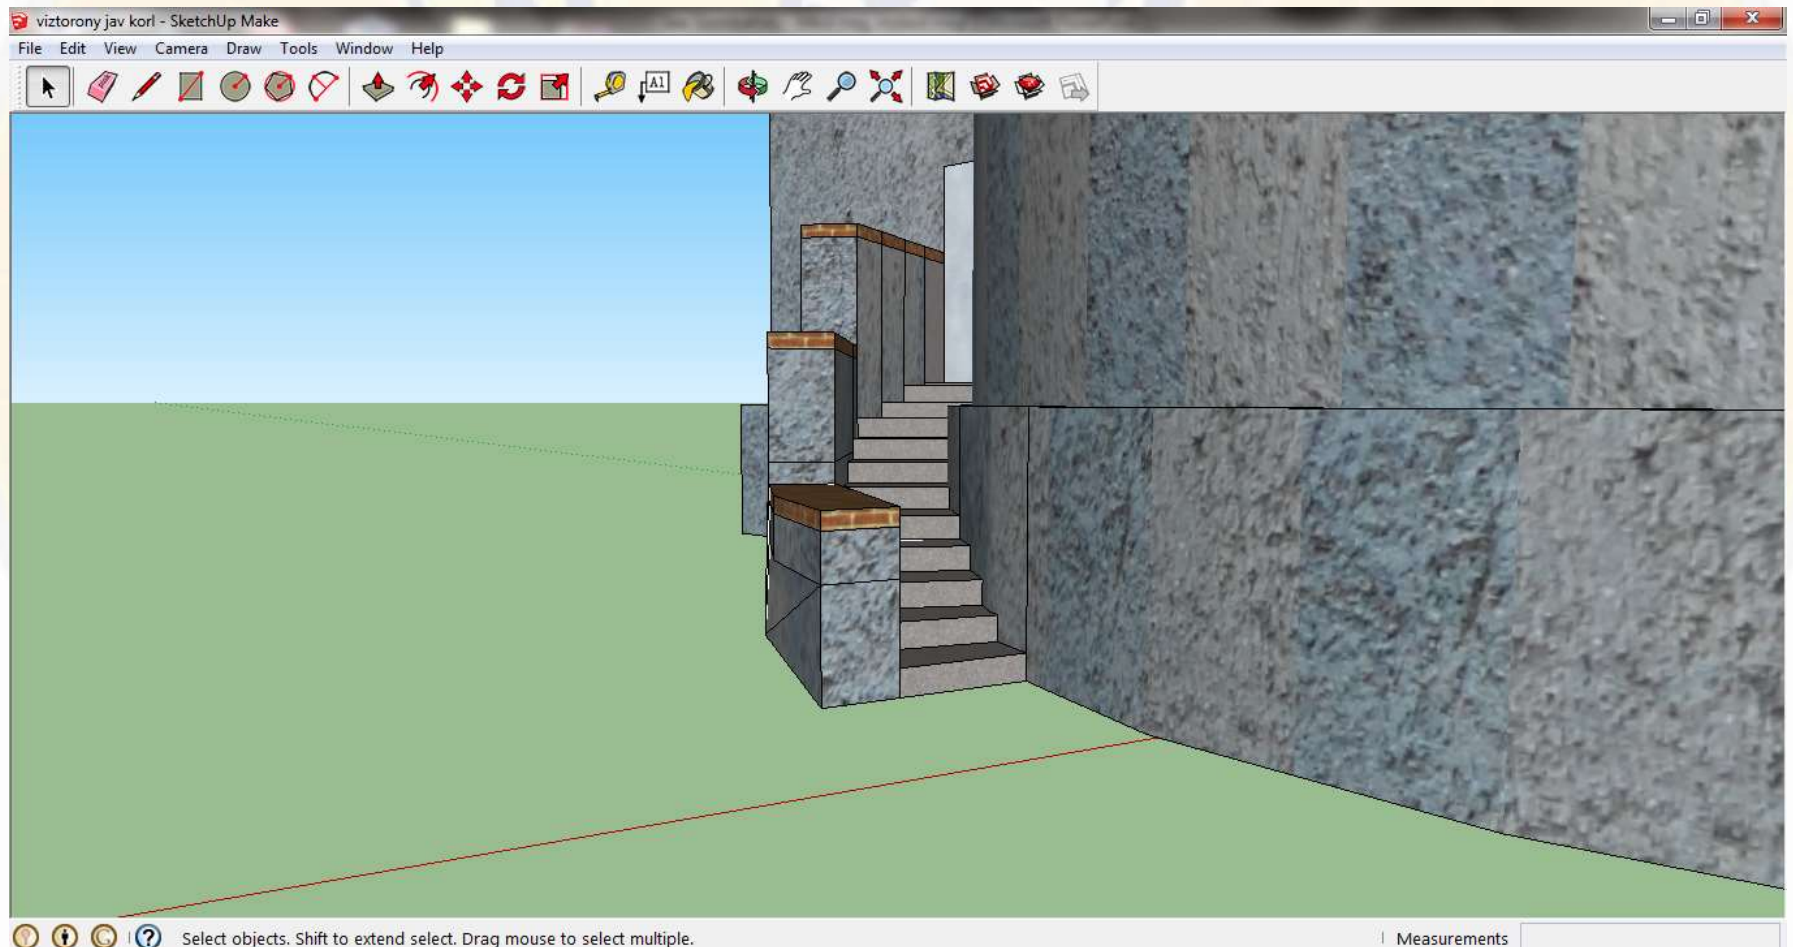 viztorony jav korl - SketchUp Make
File Edit View Camera Draw Tools Window Help
A1
Select objects. Shift to extend select. Drag mouse to select multiple.
Measurements